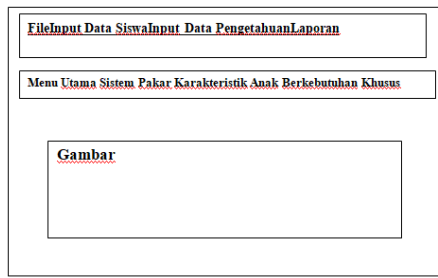 FileInput Data SiswaInput Data PengetahuanLaporan
Menu Utama Sistem Pakar Karakteristik Anak Berkebutuhan Khusus
Gambar